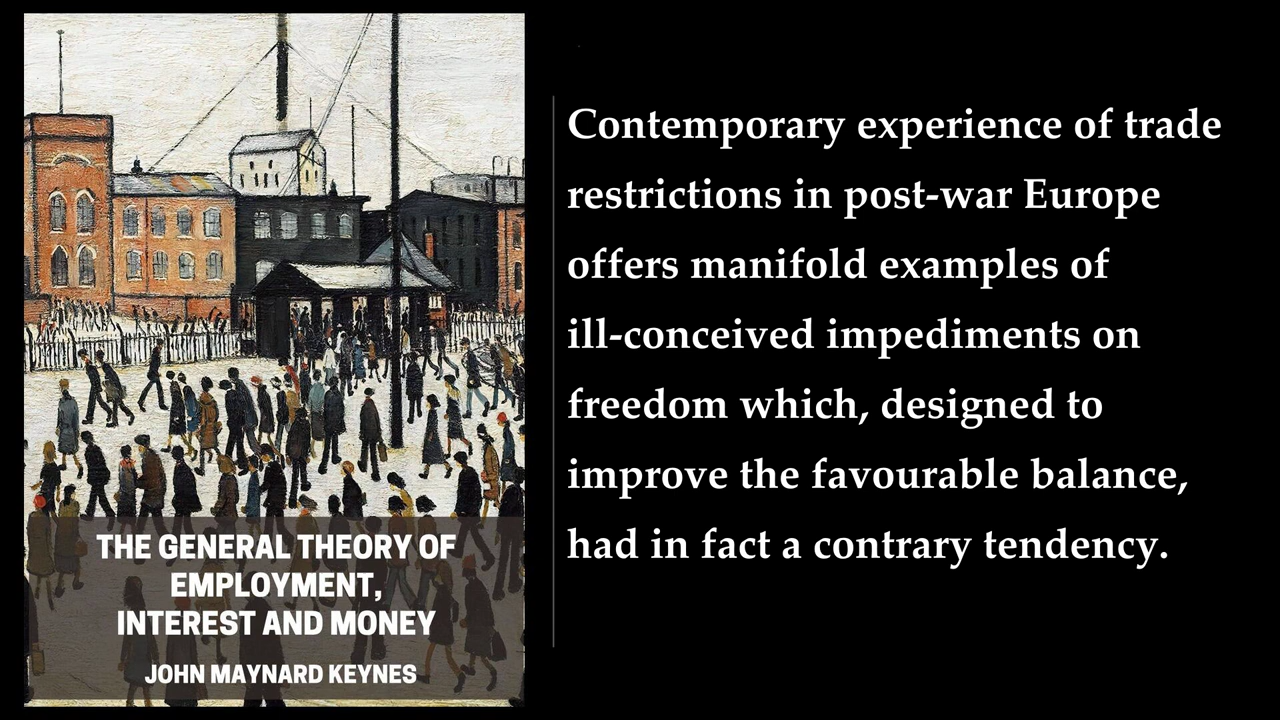 THE GENERAL THEORY OF
EMPLOYMENT,
INTEREST AND MONEY
JOHN MAYNARD KEYNES
Contemporary experience of trade
restrictions in post-war Europe
offers manifold examples of
ill-conceived impediments on
freedom which, designed to
improve the favourable balance,
had in fact a contrary tendency.